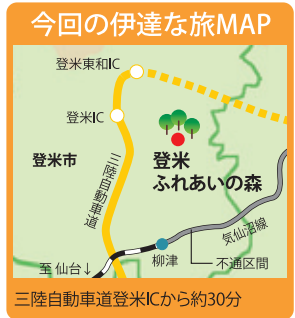 今回の伊達な旅MAP
登米東和IC
登米IC
登米市
登米
ふれあいの森
三陸自動車道
気仙沼線
至 仙台↓
柳津
不通区間
三陸自動車道登米ICから約30分